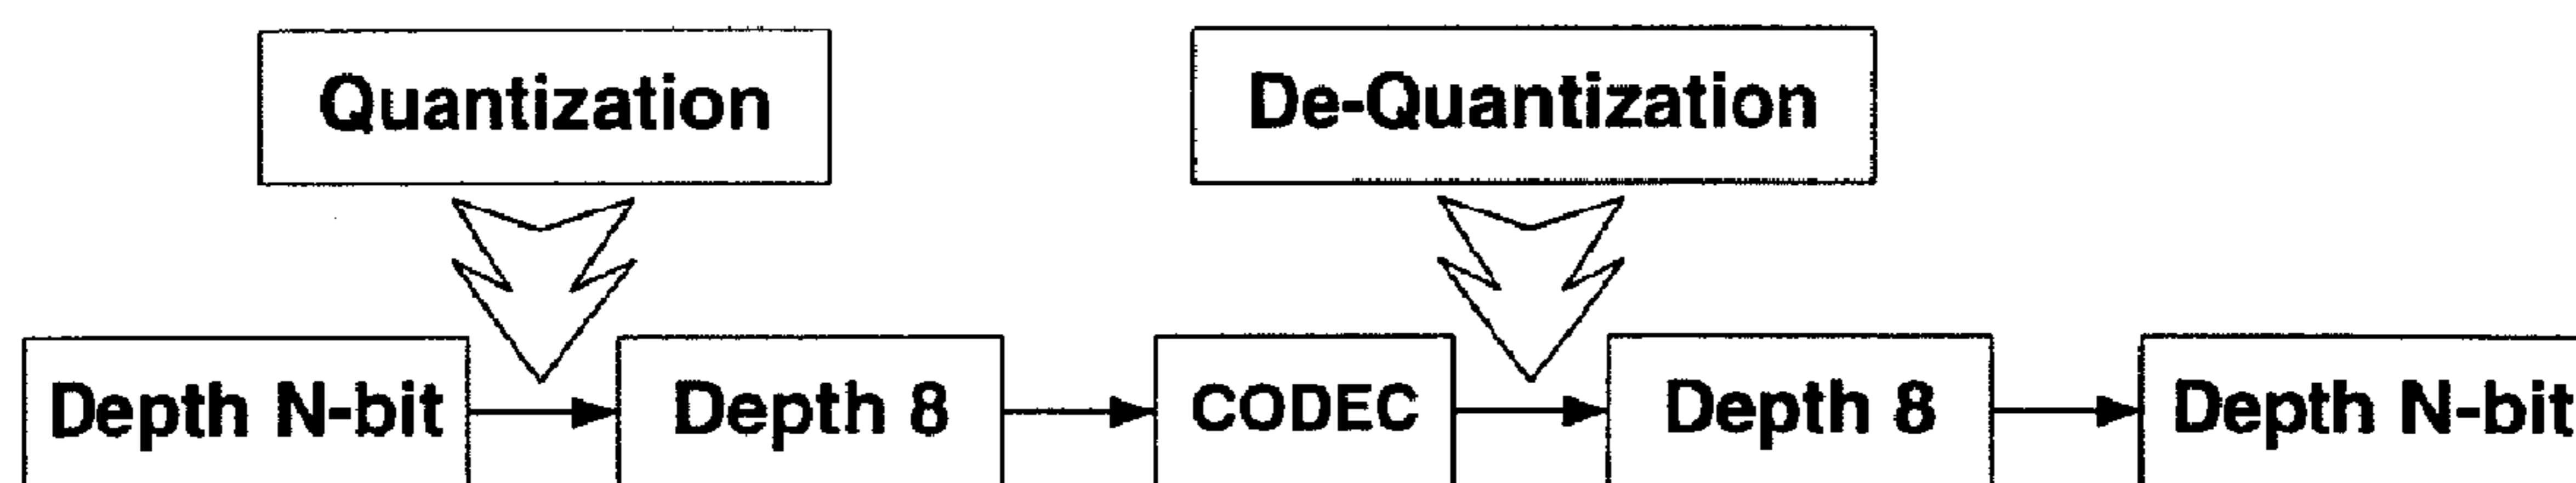 Quantization
De-Quantization
Depth N-bit
Depth 8
CODEC
Depth 8
Depth N-bit